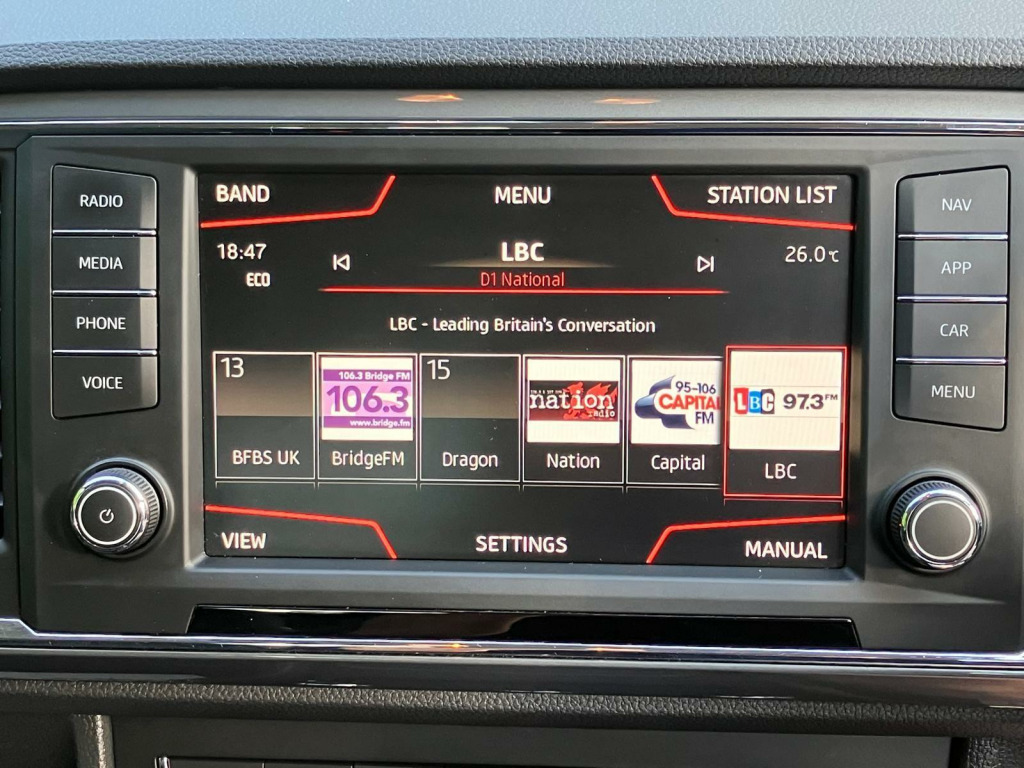 RADIO
MEDIA
PHONE
VOICE
BAND
MENU
STATION LIST
18:47
ECO
LBC
D1 National
26.0°C
LBC - Leading Britain's Conversation
13
BFBS UK
106.3 Bridge FM
106.3
www.bridge.fm
BridgeFM
15
Dragon
nation
radio
Nation
95-106
CAPITAL
FM
Capital
LBC 97.3 FM
LBC
VIEW
SETTINGS
MANUAL
NAV
APP
CAR
MENU